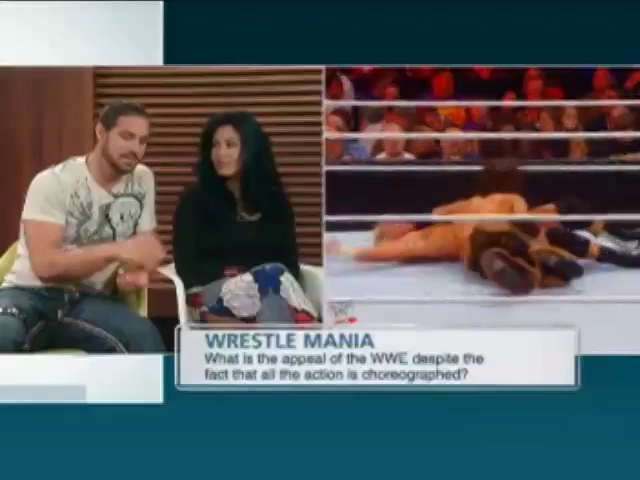 WRESTLE MANIA
What is the appeal of the WWE despite the
fact that all the action is choreographed?